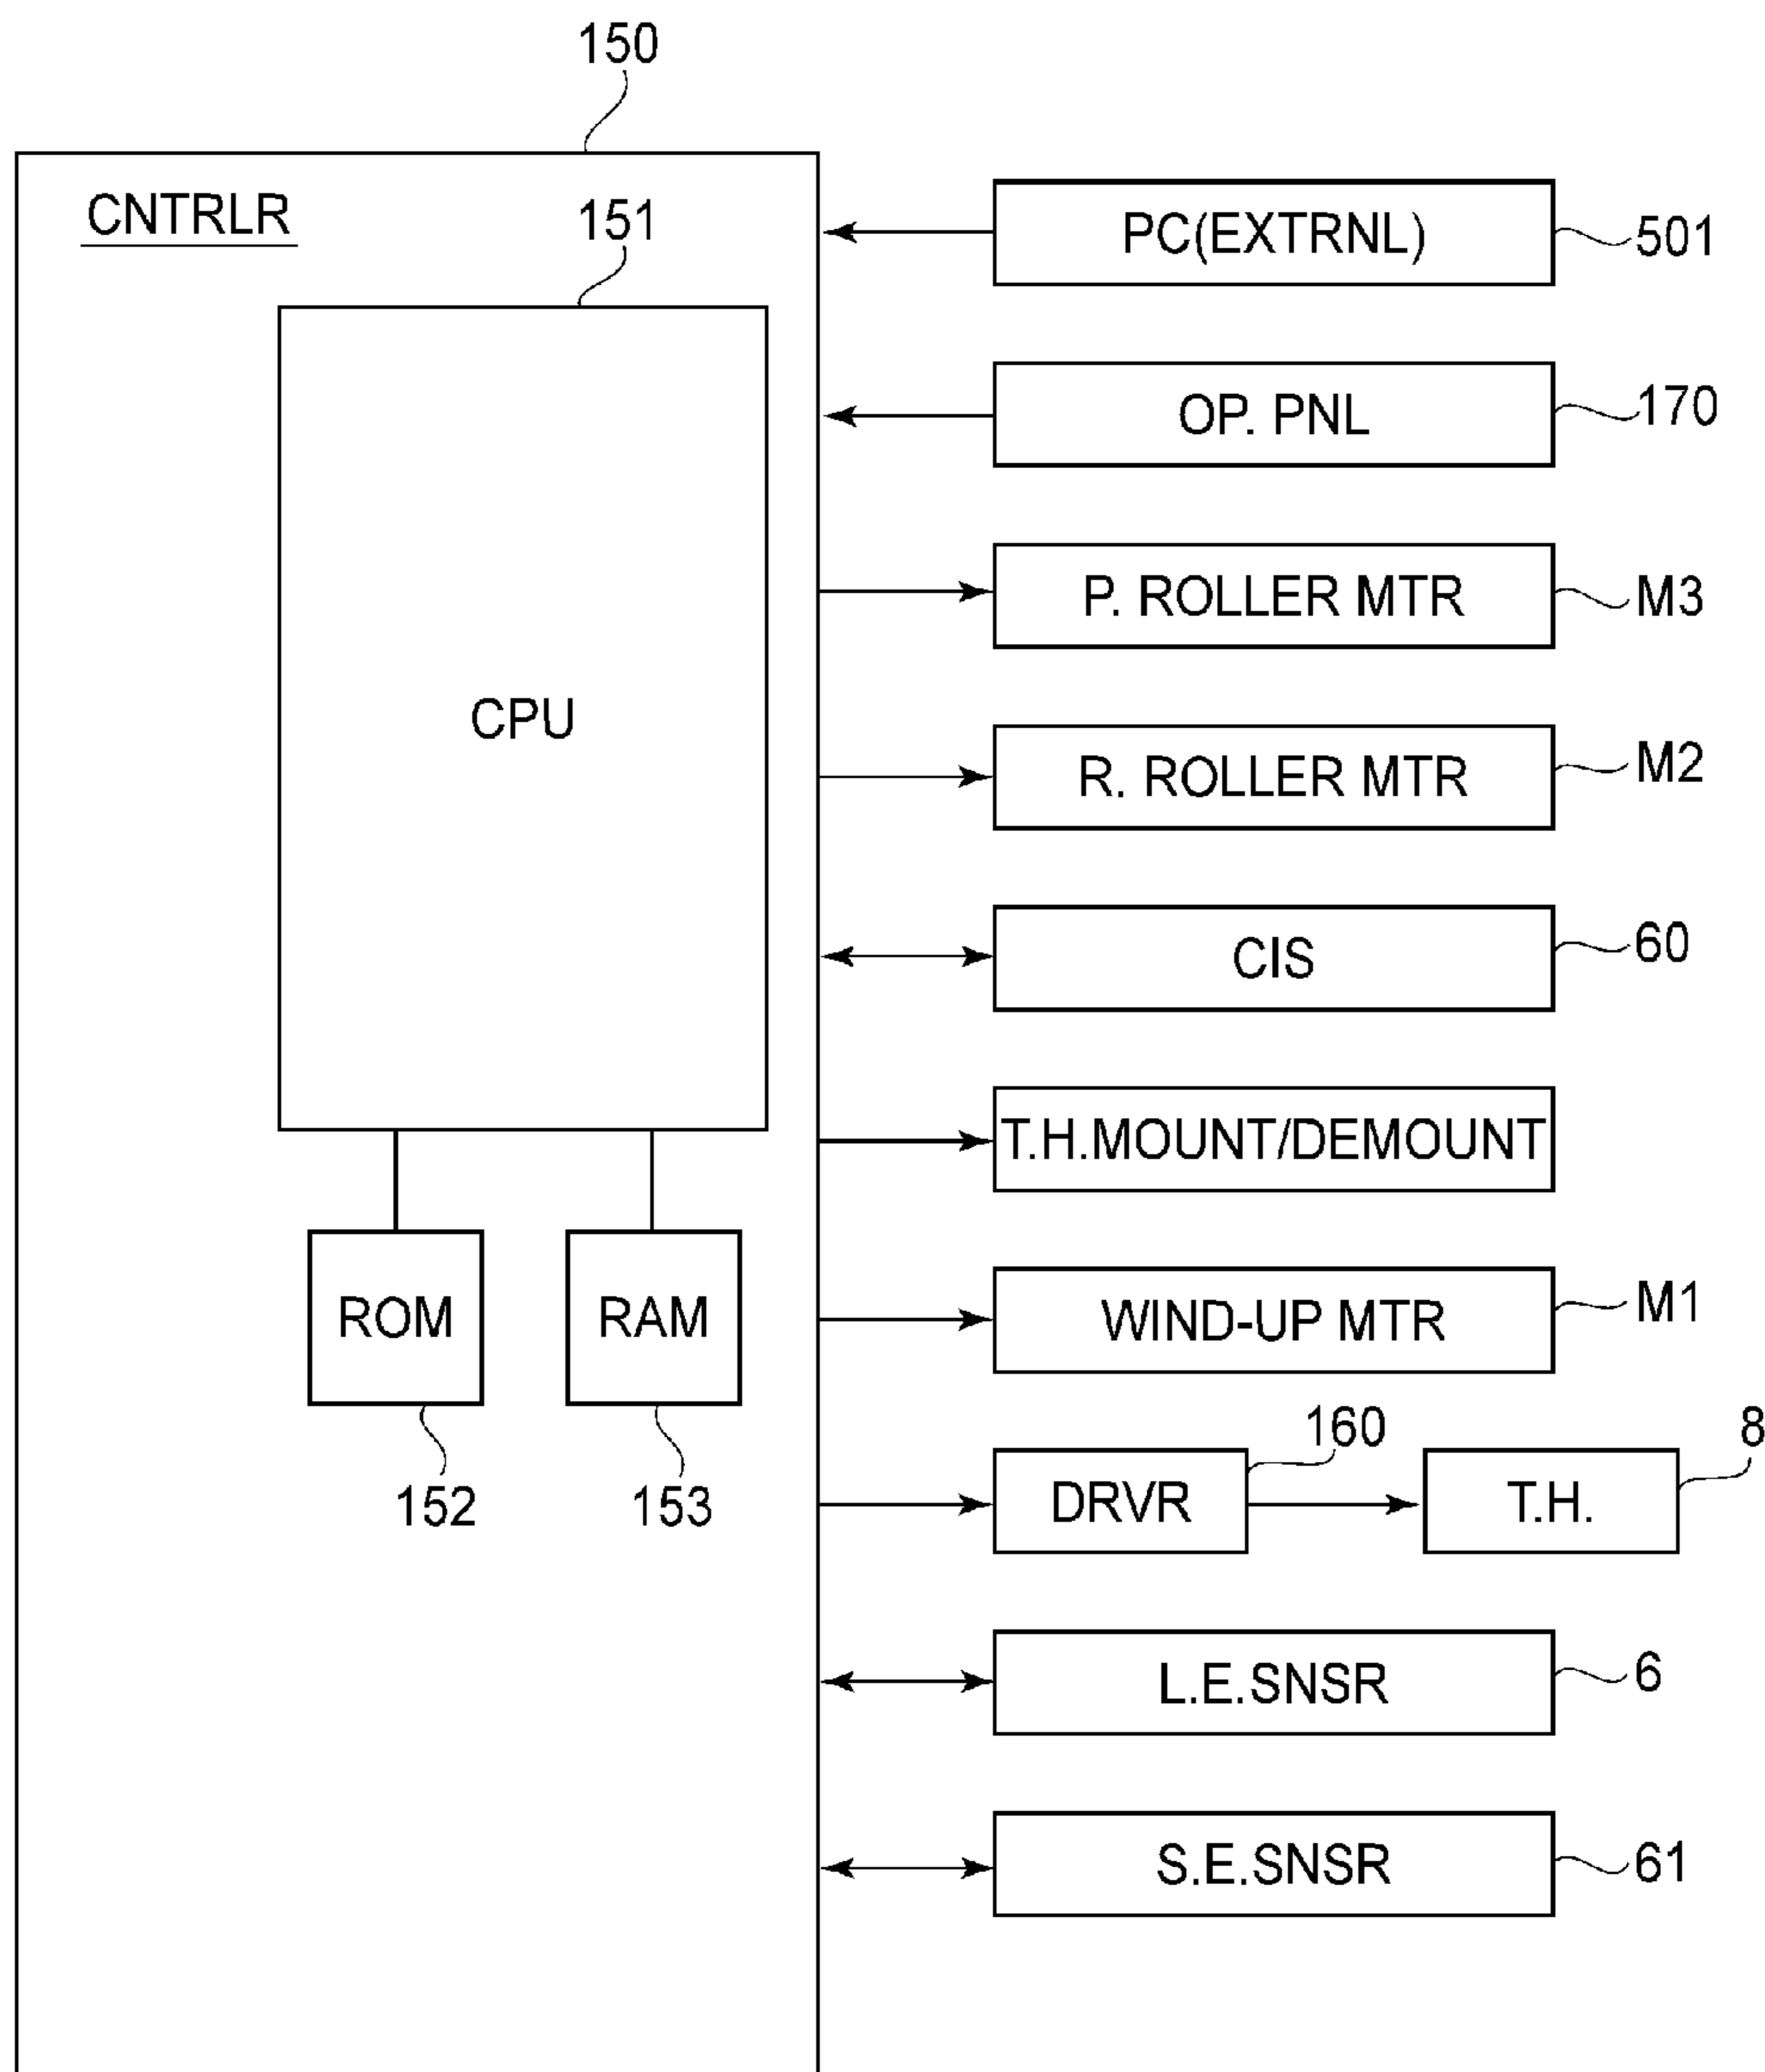 150
CNTRLR
151
CPU
ROM
RAM
152
153
PC(EXTRNL)
501
OP. PNL
170
P. ROLLER MTR
M3
R. ROLLER MTR
M2
CIS
60
T.H.MOUNT/DEMOUNT
WIND-UP MTR
M1
160
8
DRVR
T.H.
L.E.SNSR
6
S.E.SNSR
61